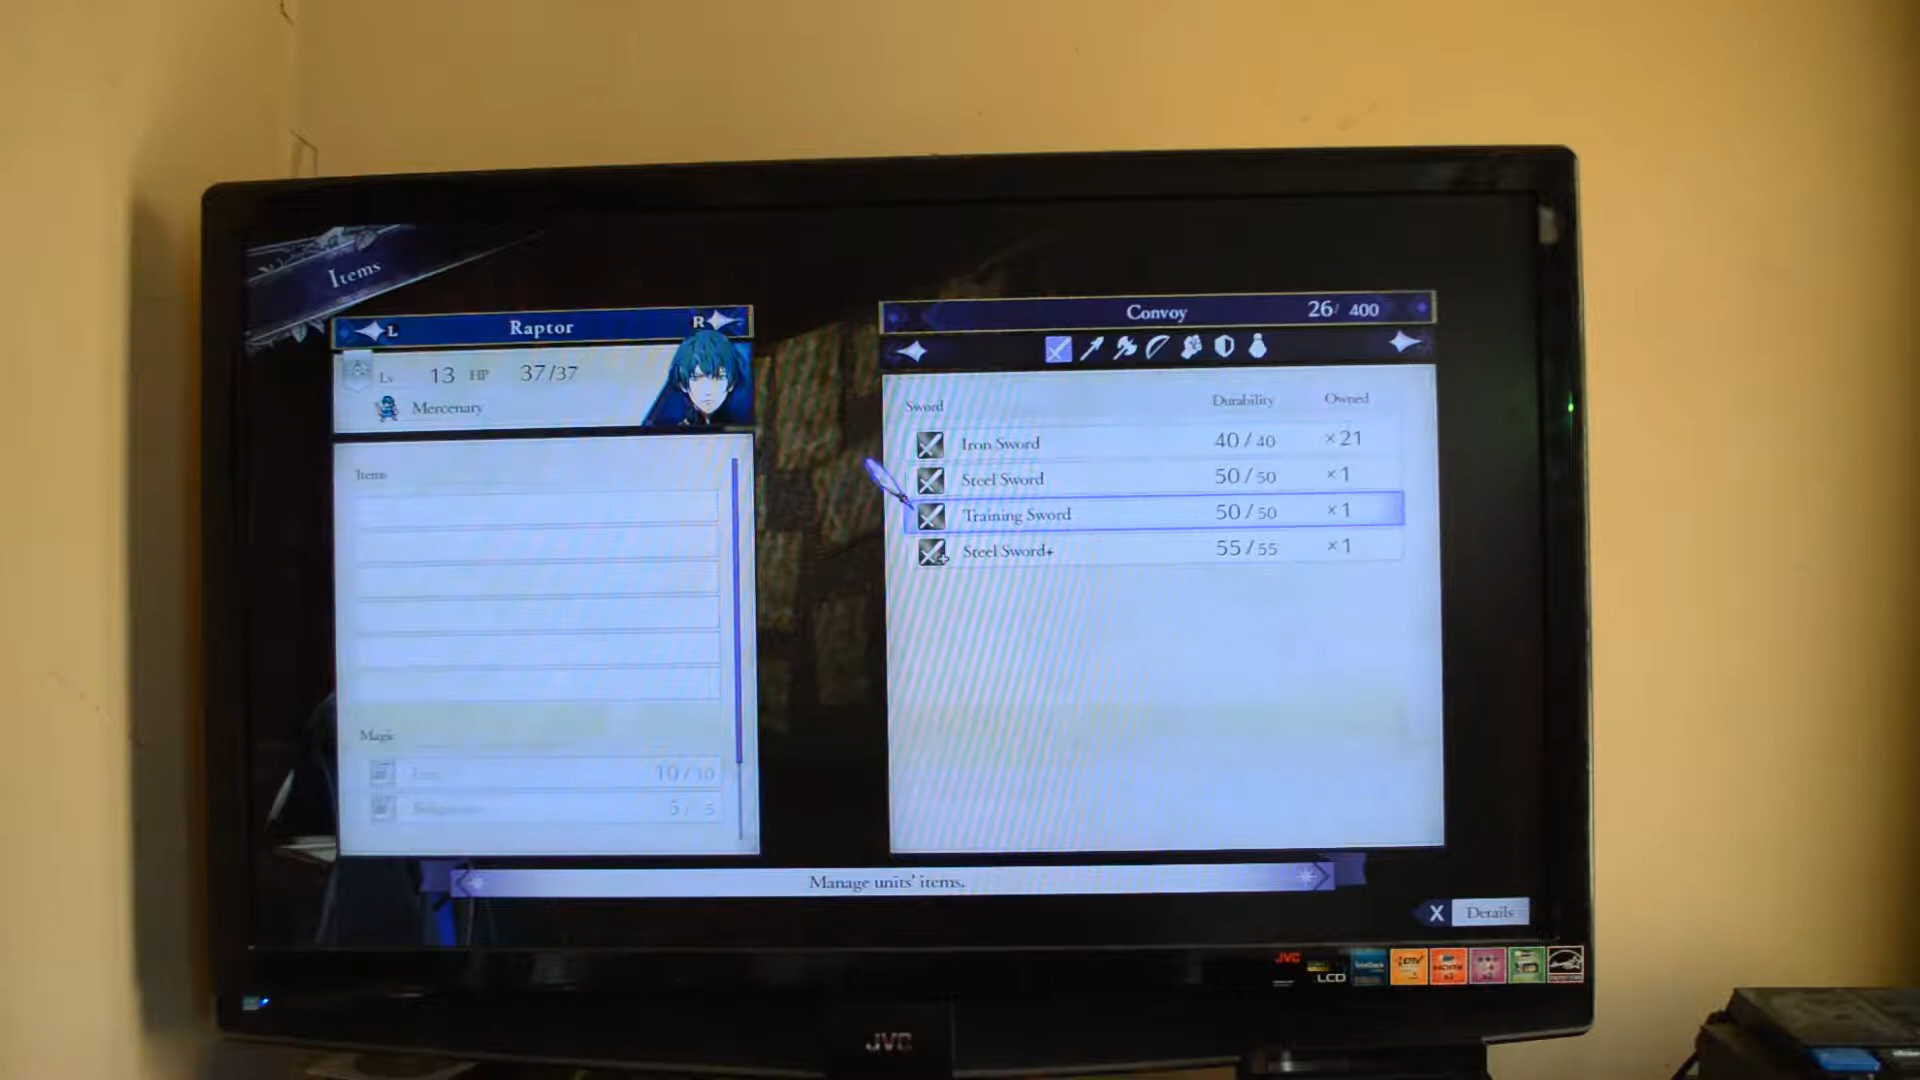 Items
L Raptor R
Lv 13 HP 37/37
Mercenary
Items
Magic
10/10
5/5
Convoy 26/400
Sword Durability Owned
Iron Sword 40/40 ×21
Steel Sword 50/50 ×1
Training Sword 50/50 ×1
Steel Sword+ 55/55 ×1
Manage units' items.
X Details
JVC
LCD
JVC